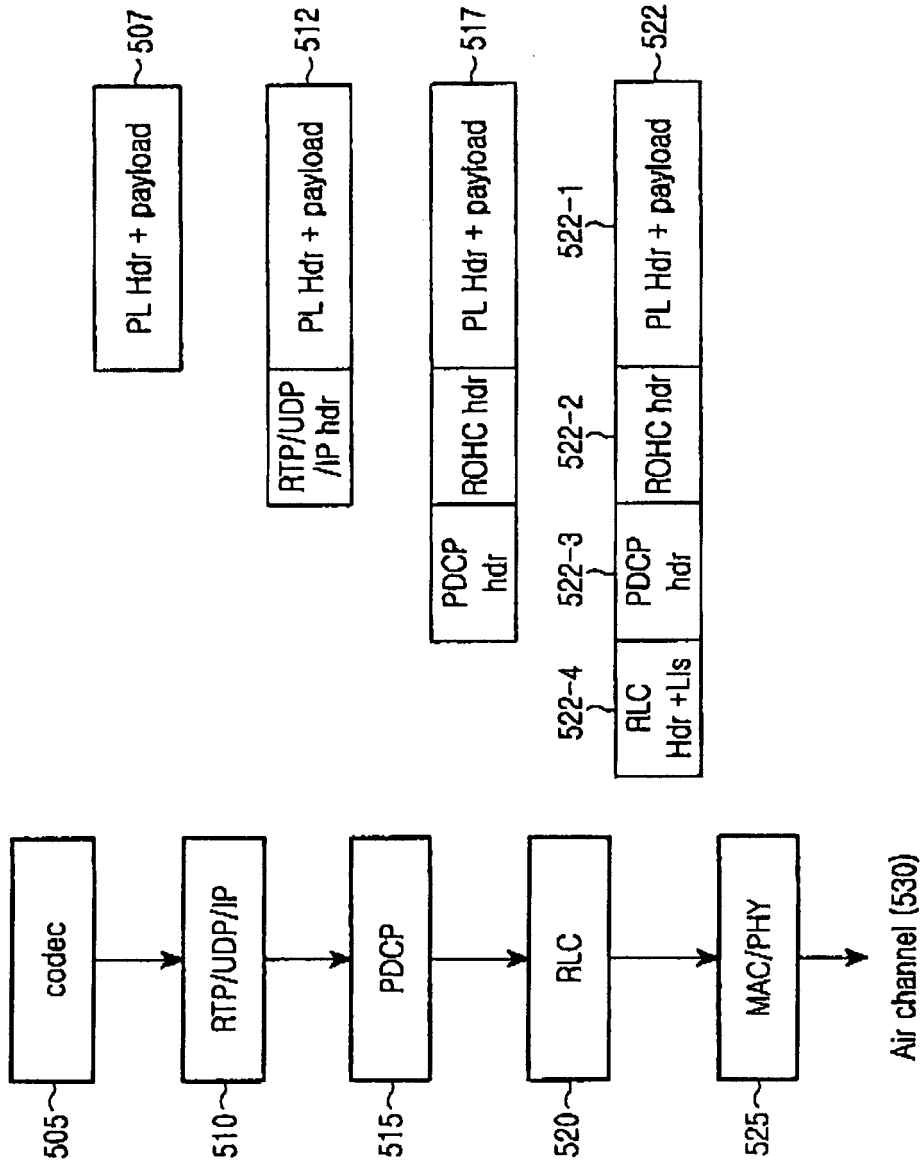 505
codec
PL Hdr + payload
507
510
RTP/UDP/IP
RTP/UDP
/IP hdr
PL Hdr + payload
512
515
PDCP
PDCP
hdr
ROHC hdr
PL Hdr + payload
517
522-4
522-3
522-2
522-1
520
RLC
RLC
Hdr +LIs
PDCP
hdr
ROHC hdr
PL Hdr + payload
522
525
MAC/PHY
Air channel (530)